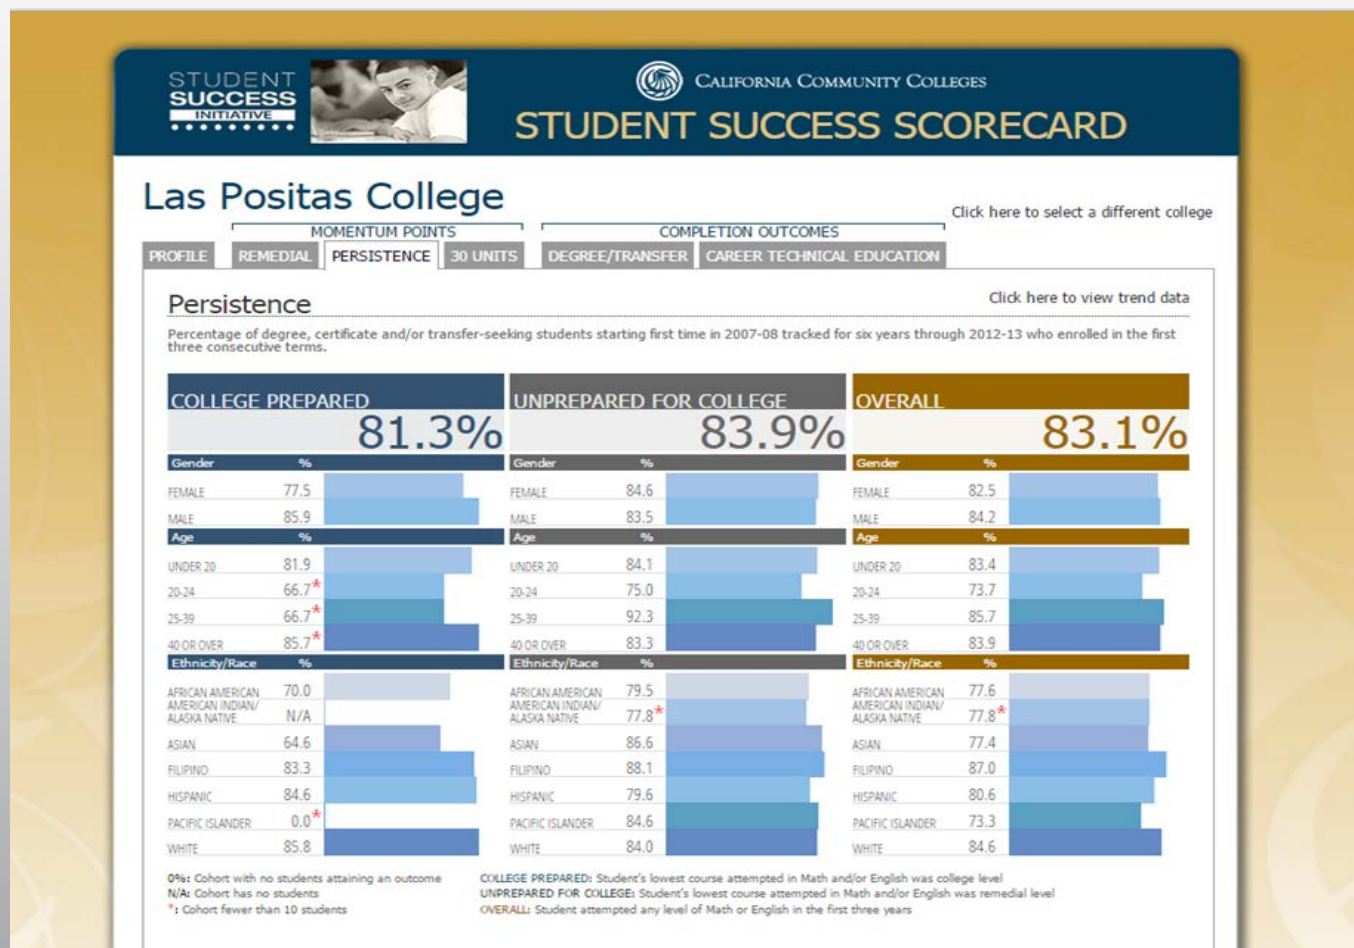 STUDENT
SUCCESS
INITIATIVE
CALIFORNIA COMMUNITY COLLEGES
STUDENT SUCCESS SCORECARD
Las Positas College
Click here to select a different college
MOMENTUM POINTS COMPLETION OUTCOMES
PROFILE REMEDIAL PERSISTENCE 30 UNITS DEGREE/TRANSFER CAREER TECHNICAL EDUCATION
Persistence
Click here to view trend data
Percentage of degree, certificate and/or transfer-seeking students starting first time in 2007-08 tracked for six years through 2012-13 who enrolled in the first
three consecutive terms.
COLLEGE PREPARED UNPREPARED FOR COLLEGE OVERALL
81.3% 83.9% 83.1%
Gender % Gender % Gender %
FEMALE 77.5 FEMALE 84.6 FEMALE 82.5
MALE 85.9 MALE 83.5 MALE 84.2
Age % Age % Age %
UNDER 20 81.9 UNDER 20 84.1 UNDER 20 83.4
20-24 66.7* 20-24 75.0 20-24 73.7
25-39 66.7* 25-39 92.3 25-39 85.7
40 OR OVER 85.7* 40 OR OVER 83.3 40 OR OVER 83.9
Ethnicity/Race % Ethnicity/Race % Ethnicity/Race %
AFRICAN AMERICAN 70.0 AFRICAN AMERICAN 79.5 AFRICAN AMERICAN 77.6
AMERICAN INDIAN/ AMERICAN INDIAN/ AMERICAN INDIAN/
ALASKA NATIVE N/A ALASKA NATIVE 77.8* ALASKA NATIVE 77.8*
ASIAN 64.6 ASIAN 86.6 ASIAN 77.4
FILIPINO 83.3 FILIPINO 88.1 FILIPINO 87.0
HISPANIC 84.6 HISPANIC 79.6 HISPANIC 80.6
PACIFIC ISLANDER 0.0* PACIFIC ISLANDER 84.6 PACIFIC ISLANDER 73.3
WHITE 85.8 WHITE 84.0 WHITE 84.6
0%: Cohort with no students attaining an outcome COLLEGE PREPARED: Student's lowest course attempted in Math and/or English was college level
N/A: Cohort has no students UNPREPARED FOR COLLEGE: Student's lowest course attempted in Math and/or English was remedial level
*: Cohort fewer than 10 students OVERALL: Student attempted any level of Math or English in the first three years